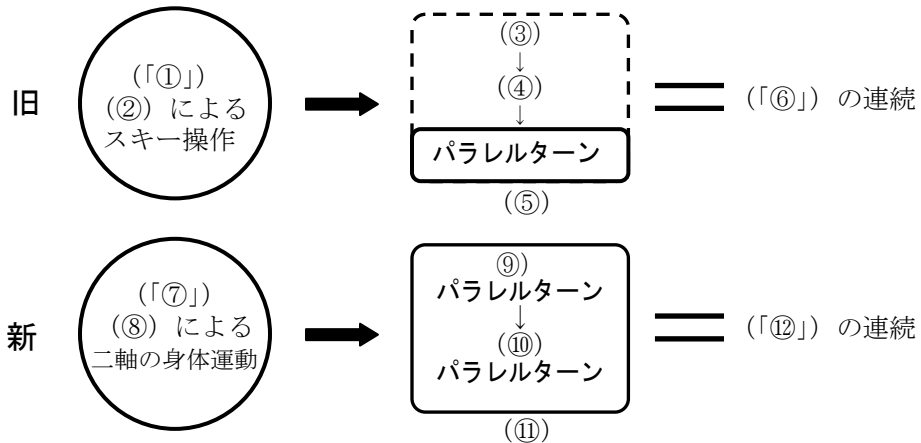 旧
(「①」)
(②) による
スキー操作
(③)
↓
(④)
↓
パラレルターン
(⑤)
(「⑥」) の連続
新
(「⑦」)
(⑧) による
二軸の身体運動
⑨)
パラレルターン
↓
(⑩)
パラレルターン
(⑪)
(「⑫」) の連続